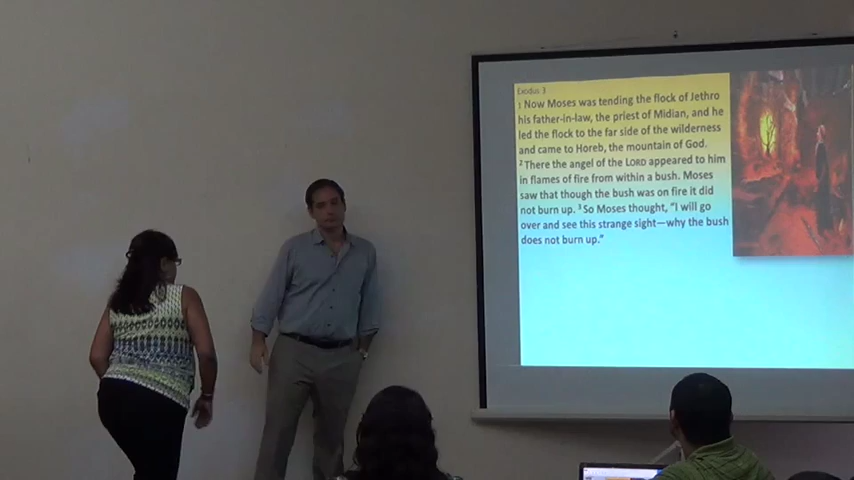 Exodus 3
1 Now Moses was tending the flock of Jethro
his father-in-law, the priest of Midian, and he
led the flock to the far side of the wilderness
and came to Horeb, the mountain of God.
2 There the angel of the LORD appeared to him
in flames of fire from within a bush. Moses
saw that though the bush was on fire it did
not burn up. 3 So Moses thought, “I will go
over and see this strange sight—why the bush
does not burn up.”